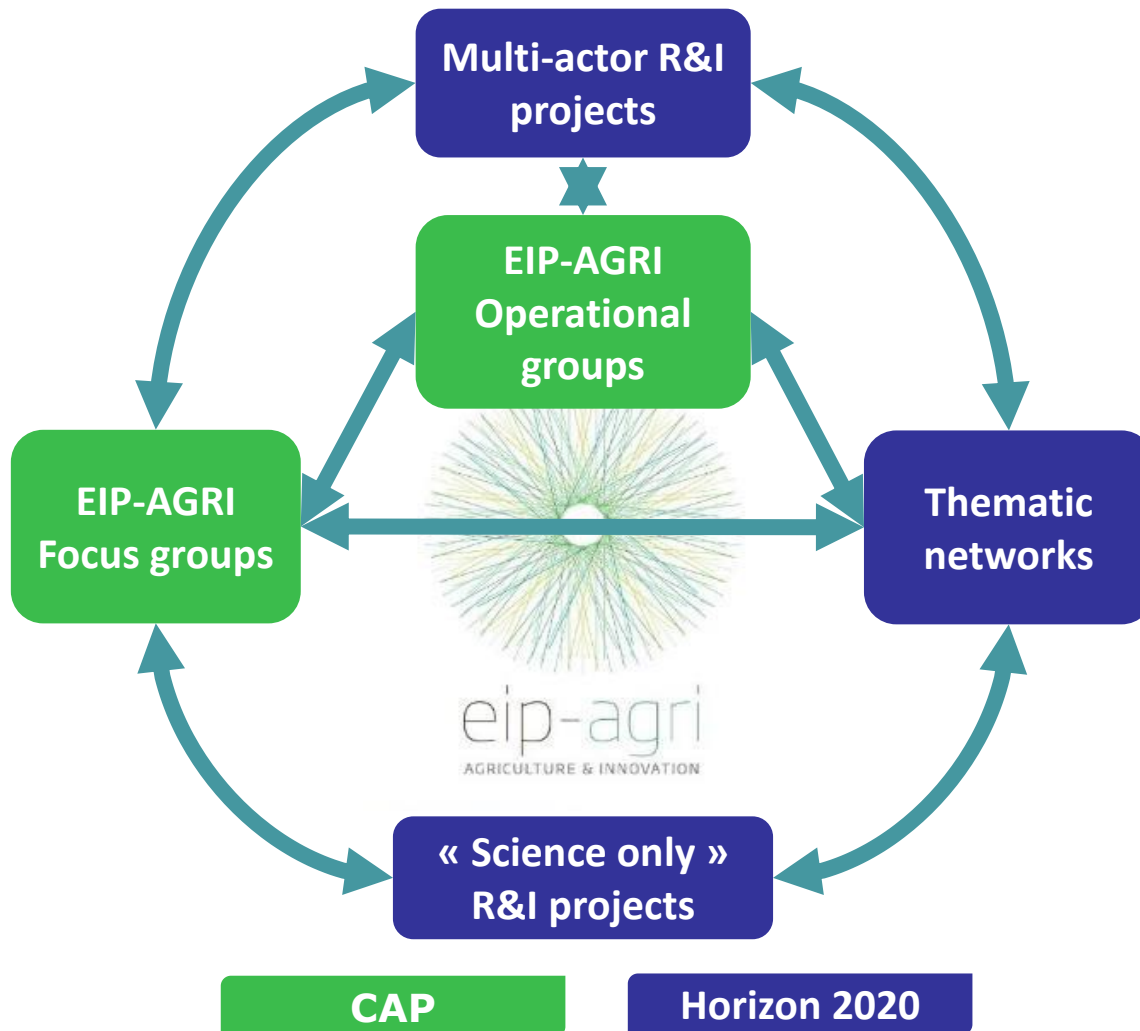 Multi-actor R&I
projects
EIP-AGRI
Operational
groups
EIP-AGRI
Focus groups
Thematic
networks
eip-agri
AGRICULTURE & INNOVATION
« Science only »
R&I projects
CAP
Horizon 2020